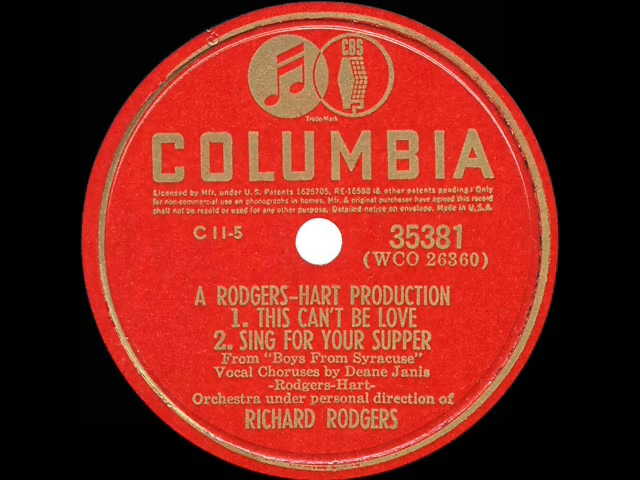 CBS
Trade-Mark
COLUMBIA
Licensed by Mfr. under U.S. Patents 1625705, RE-16588 (& other patents pending.) Only
for non-commercial use on phonographs in homes. Mfr. & original purchaser have agreed this record
shall not be resold or used for any other purpose. Detailed notice on envelope. Made in U.S.A.
C 11-5
35381
(WCO 26360)
A RODGERS-HART PRODUCTION
1. THIS CAN'T BE LOVE
2. SING FOR YOUR SUPPER
From "Boys From Syracuse"
Vocal Choruses by Deane Janis
-Rodgers-Hart-
Orchestra under personal direction of
RICHARD RODGERS